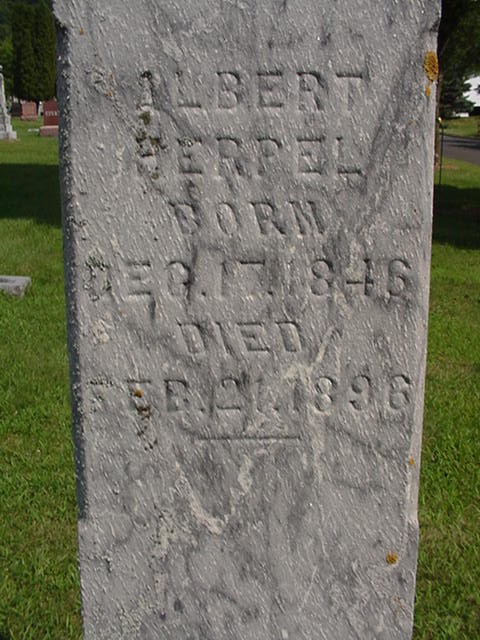 ALBERT
BORN
DEC. 17. 1846
DIED
FEB. 21. 1896